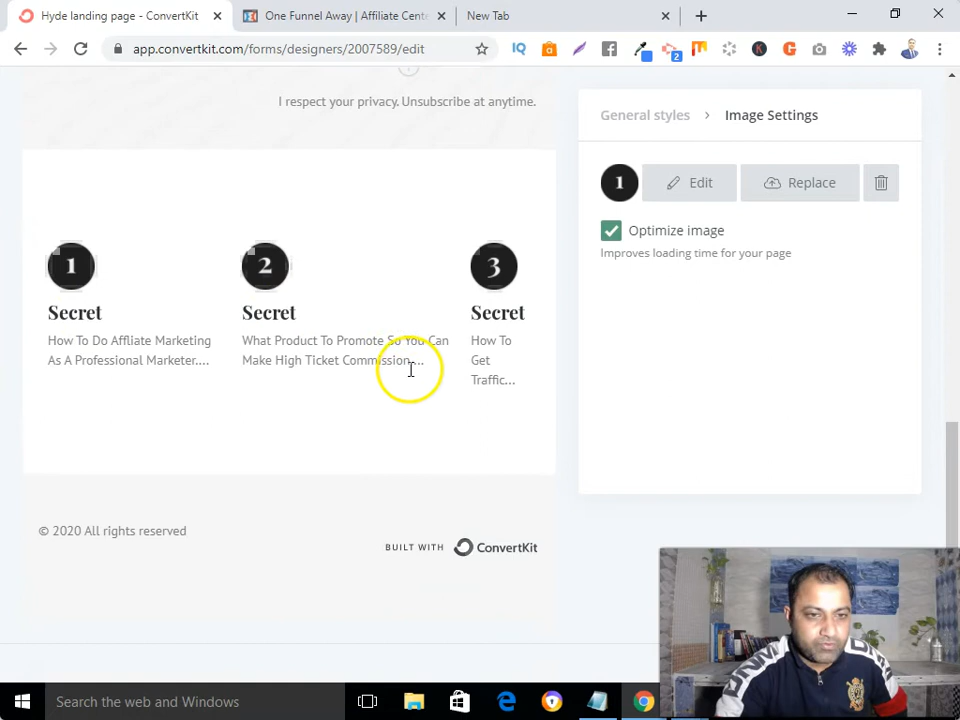 Hyde landing page - ConvertKit
One Funnel Away | Affiliate Cent
New Tab
app.convertkit.com/forms/designers/2007589/edit
I respect your privacy. Unsubscribe at anytime.
General styles > Image Settings
1 Edit Replace
Optimize image
Improves loading time for your page
1
Secret
How To Do Affliate Marketing
As A Professional Marketer....
2
Secret
What Product To Promote So You Can
Make High Ticket Commission....
3
Secret
How To
Get
Traffic...
© 2020 All rights reserved
BUILT WITH ConvertKit
Search the web and Windows